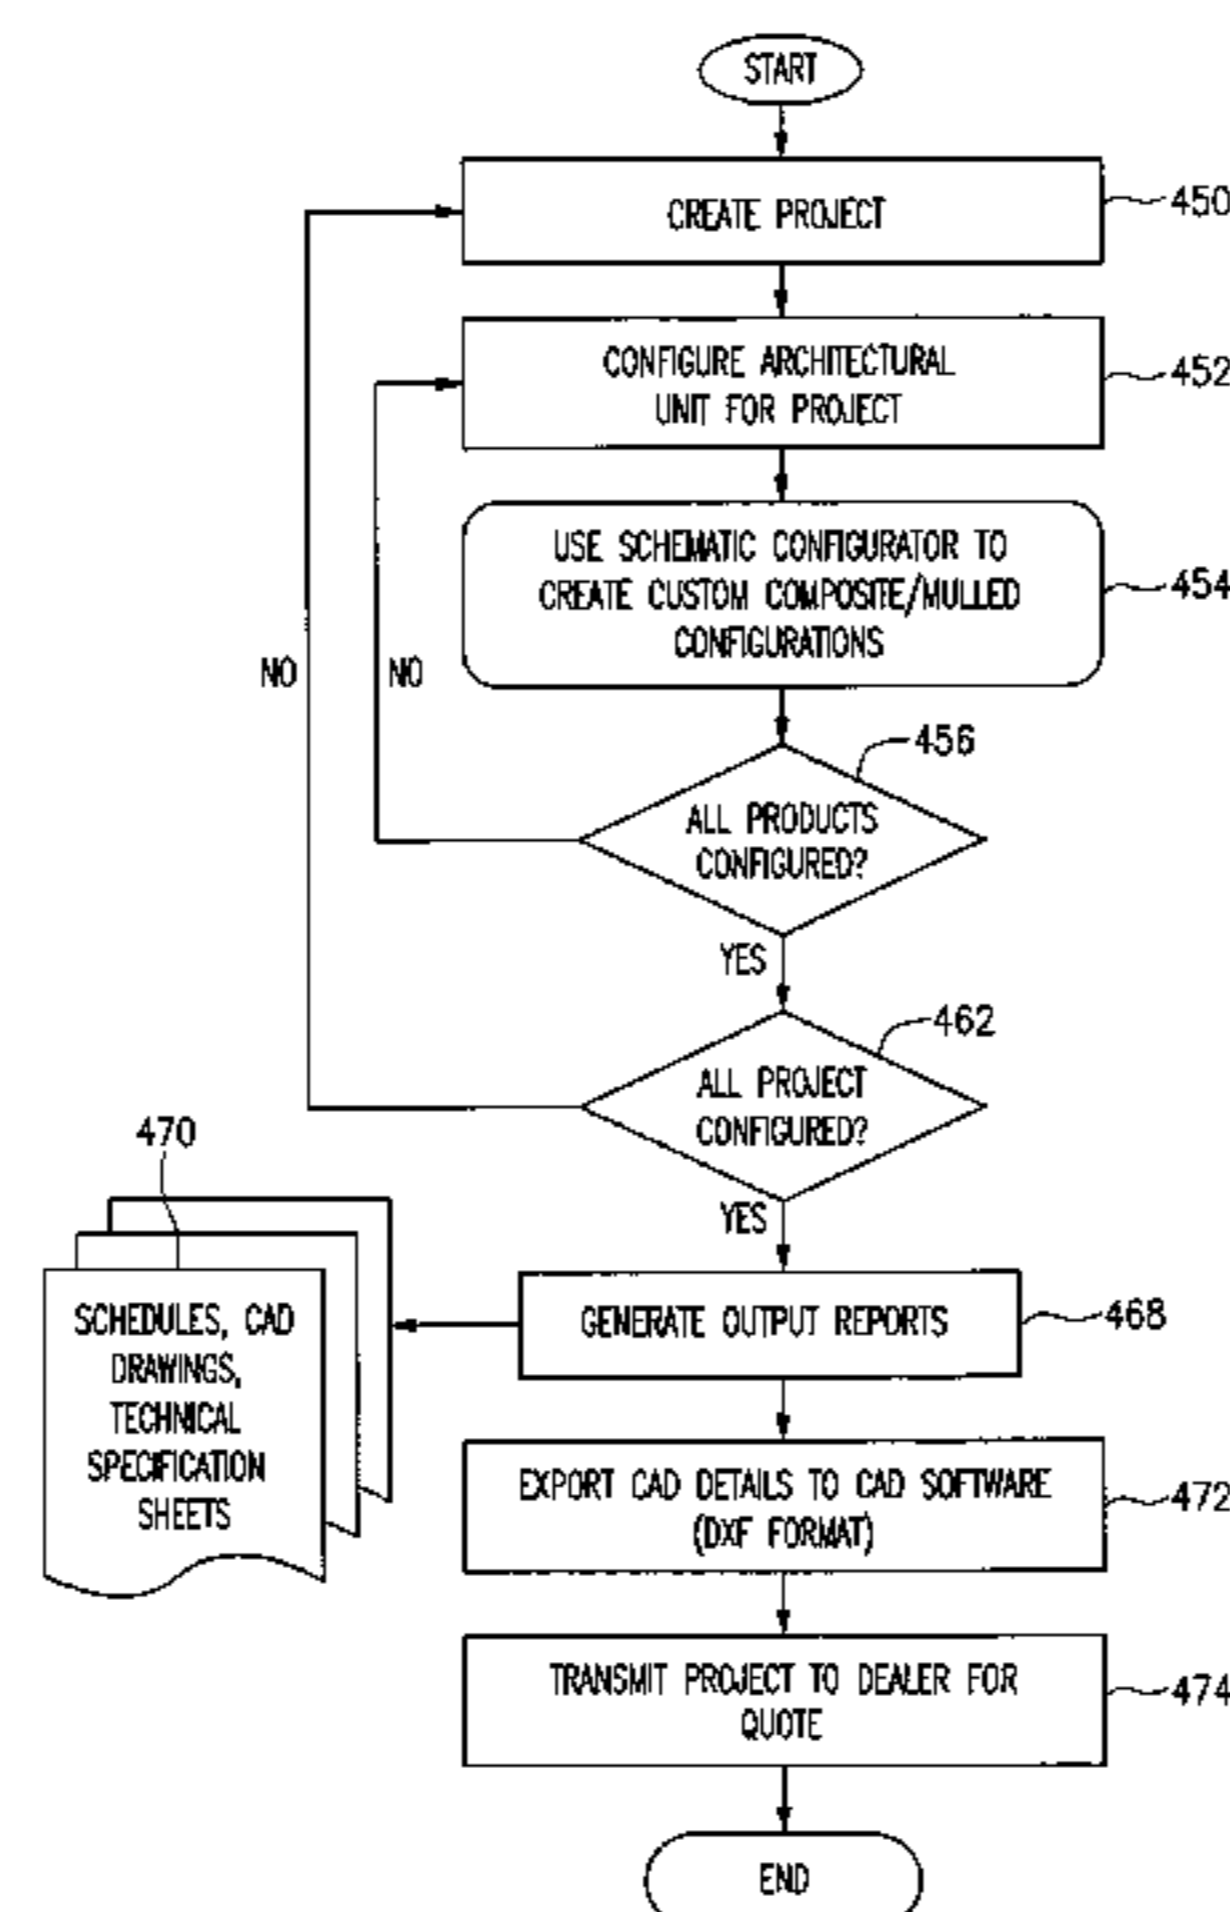 START
CREATE PROJECT
450
CONFIGURE ARCHITECTURAL
UNIT FOR PROJECT
452
USE SCHEMATIC CONFIGURATOR TO
CREATE CUSTOM COMPOSITE/MULLED
CONFIGURATIONS
454
NO
NO
456
ALL PRODUCTS
CONFIGURED?
YES
462
ALL PROJECT
CONFIGURED?
YES
470
SCHEDULES, CAD
DRAWINGS,
TECHNICAL
SPECIFICATION
SHEETS
GENERATE OUTPUT REPORTS
468
EXPORT CAD DETAILS TO CAD SOFTWARE
(DXF FORMAT)
472
TRANSMIT PROJECT TO DEALER FOR
QUOTE
474
END